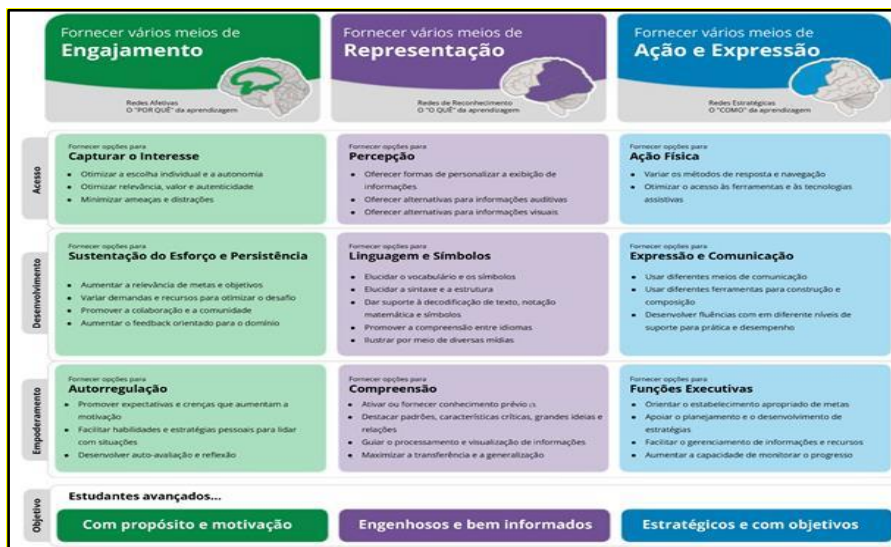 Fornecer vários meios de
Engajamento
Redes Afetivas
O "POR QUÊ" da aprendizagem
Fornecer vários meios de
Representação
Redes de Reconhecimento
O "O QUÊ" da aprendizagem
Fornecer vários meios de
Ação e Expressão
Redes Estratégicas
O "COMO" da aprendizagem
Acesso
Fornecer opções para
Capturar o Interesse
• Otimizar a escolha individual e a autonomia
• Otimizar relevância, valor e autenticidade
• Minimizar ameaças e distrações
Fornecer opções para
Percepção
• Oferecer formas de personalizar a exibição de
informações
• Oferecer alternativas para informações auditivas
• Oferecer alternativas para informações visuais
Fornecer opções para
Ação Física
• Variar os métodos de resposta e navegação
• Otimizar o acesso às ferramentas e às tecnologias
assistivas
Desenvolvimento
Fornecer opções para
Sustentação do Esforço e Persistência
• Aumentar a relevância de metas e objetivos
• Variar demandas e recursos para otimizar o desafio
• Promover a colaboração e a comunidade
• Aumentar o feedback orientado para o domínio
Fornecer opções para
Linguagem e Símbolos
• Elucidar o vocabulário e os símbolos
• Elucidar a sintaxe e a estrutura
• Dar suporte à decodificação de texto, notação
matemática e símbolos
• Promover a compreensão entre idiomas
• Ilustrar por meio de diversas mídias
Fornecer opções para
Expressão e Comunicação
• Usar diferentes meios de comunicação
• Usar diferentes ferramentas para construção e
composição
• Desenvolver fluências com em diferente níveis de
suporte para prática e desempenho
Empoderamento
Fornecer opções para
Autorregulação
• Promover expectativas e crenças que aumentam a
motivação
• Facilitar habilidades e estratégias pessoais para lidar
com situações
• Desenvolver auto-avaliação e reflexão
Fornecer opções para
Compreensão
• Ativar ou fornecer conhecimento prévio
• Destacar padrões, características críticas, grandes ideias e
relações
• Guiar o processamento e visualização de informações
• Maximizar a transferência e a generalização
Fornecer opções para
Funções Executivas
• Orientar o estabelecimento apropriado de metas
• Apoiar o planejamento e o desenvolvimento de
estratégias
• Facilitar o gerenciamento de informações e recursos
• Aumentar a capacidade de monitorar o progresso
Objetivo
Estudantes avançados...
Com propósito e motivação
Engenhosos e bem informados
Estratégicos e com objetivos